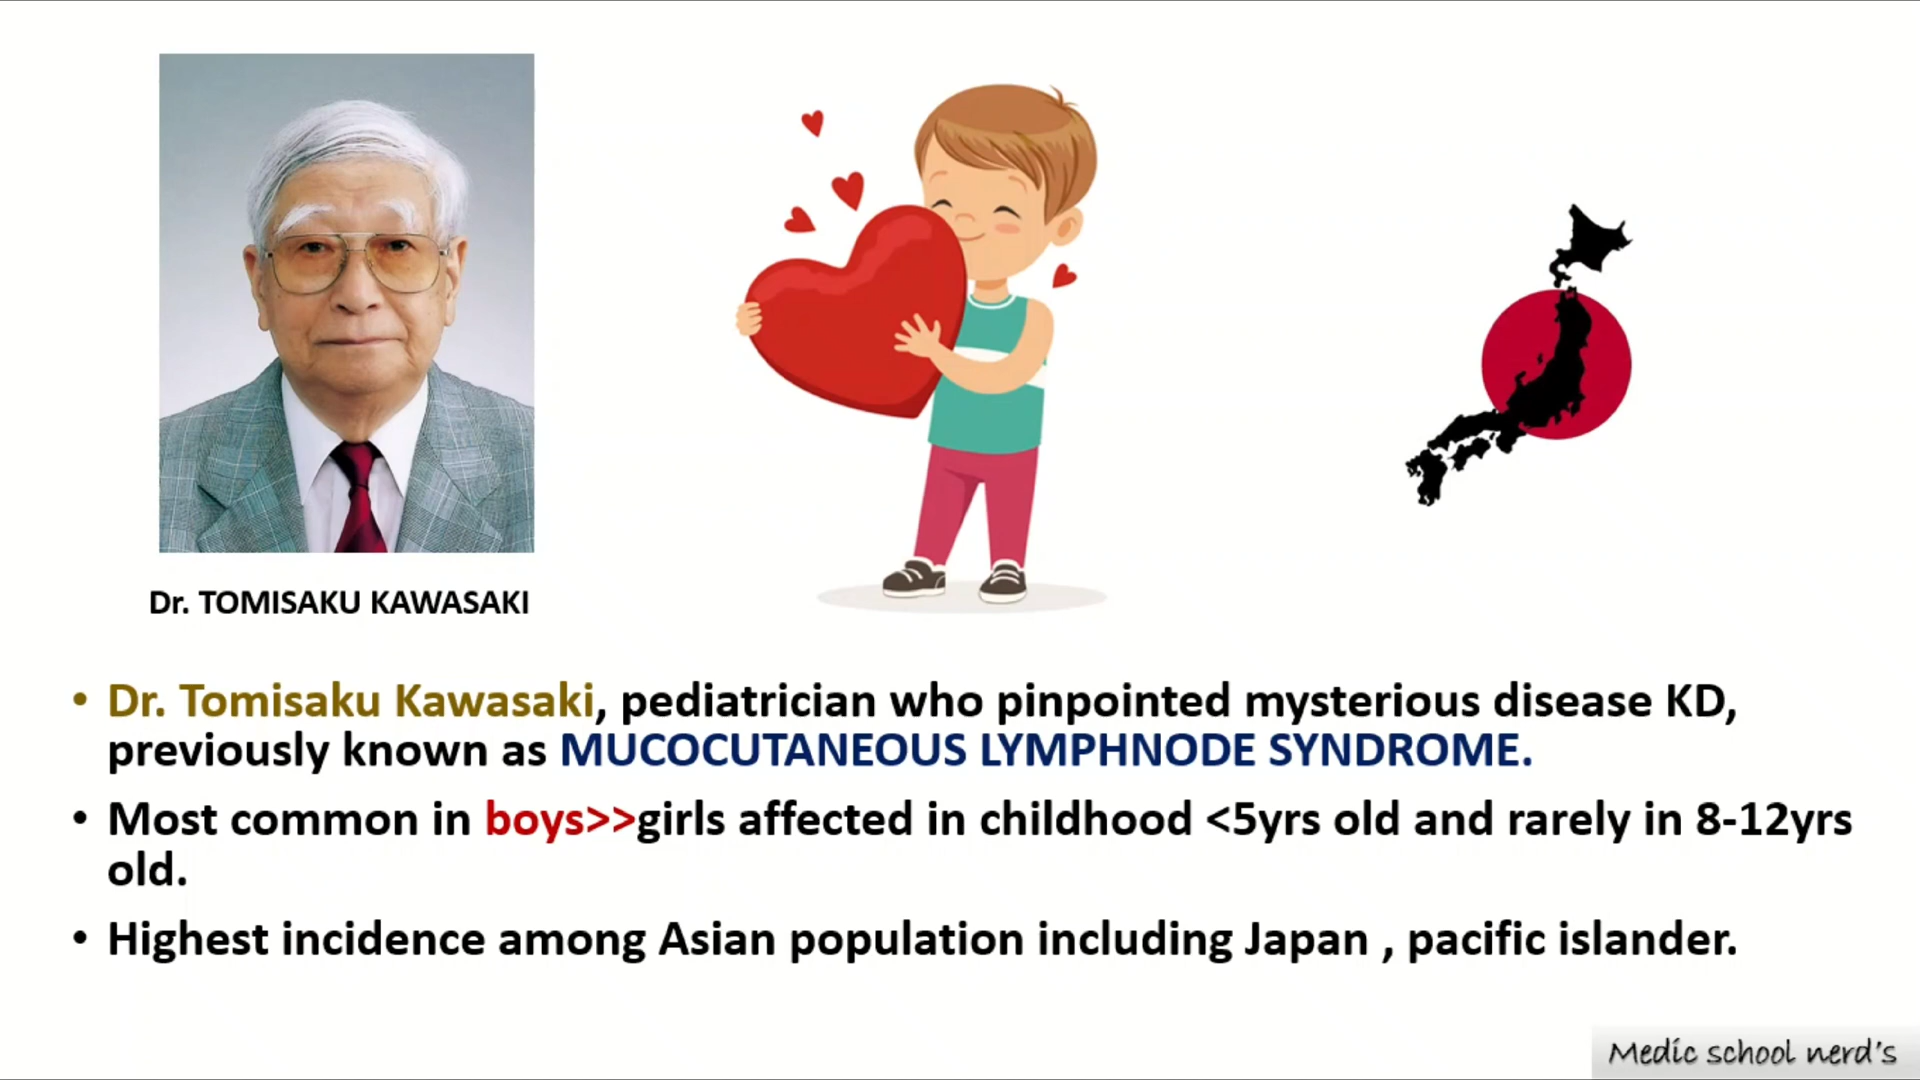 Dr. TOMISAKU KAWASAKI
• Dr. Tomisaku Kawasaki, pediatrician who pinpointed mysterious disease KD,
previously known as MUCOCUTANEOUS LYMPHNODE SYNDROME.
• Most common in boys>>girls affected in childhood <5yrs old and rarely in 8-12yrs
old.
• Highest incidence among Asian population including Japan , pacific islander.
Medic school nerd's